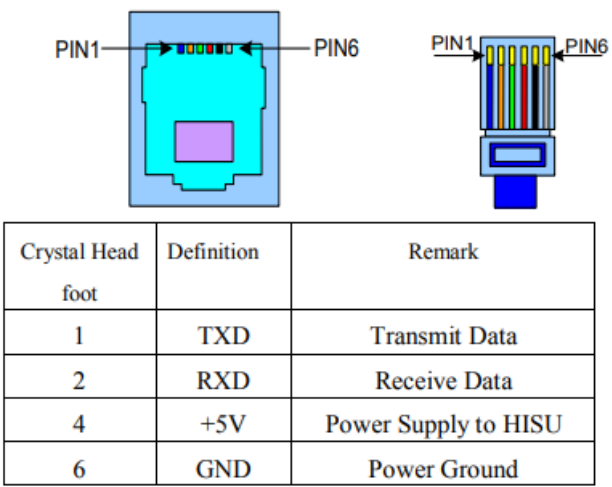 PIN1 PIN6 PIN1 PIN6
Crystal Head foot Definition Remark
1 TXD Transmit Data
2 RXD Receive Data
4 +5V Power Supply to HISU
6 GND Power Ground